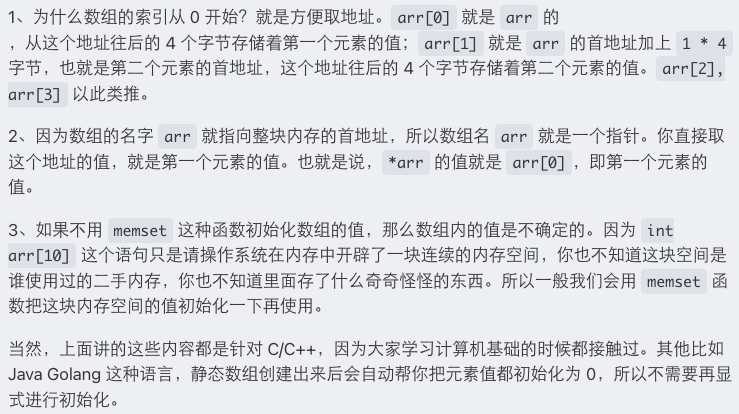 1、为什么数组的索引从 0 开始？就是方便取地址。arr[0] 就是 arr 的
，从这个地址往后的 4 个字节存储着第一个元素的值；arr[1] 就是 arr 的首地址加上 1 * 4
字节，也就是第二个元素的首地址，这个地址往后的 4 个字节存储着第二个元素的值。arr[2],
arr[3] 以此类推。
2、因为数组的名字 arr 就指向整块内存的首地址，所以数组名 arr 就是一个指针。你直接取
这个地址的值，就是第一个元素的值。也就是说，*arr 的值就是 arr[0]，即第一个元素的
值。
3、如果不用 memset 这种函数初始化数组的值，那么数组内的值是不确定的。因为 int
arr[10] 这个语句只是请操作系统在内存中开辟了一块连续的内存空间，你也不知道这块空间是
谁使用过的二手内存，你也不知道里面存了什么奇奇怪怪的东西。所以一般我们会用 memset 函
数把这块内存空间的值初始化一下再使用。
当然，上面讲的这些内容都是针对 C/C++，因为大家学习计算机基础的时候都接触过。其他比如
Java Golang 这种语言，静态数组创建出来后会自动帮你把元素值都初始化为 0，所以不需要再显
式进行初始化。